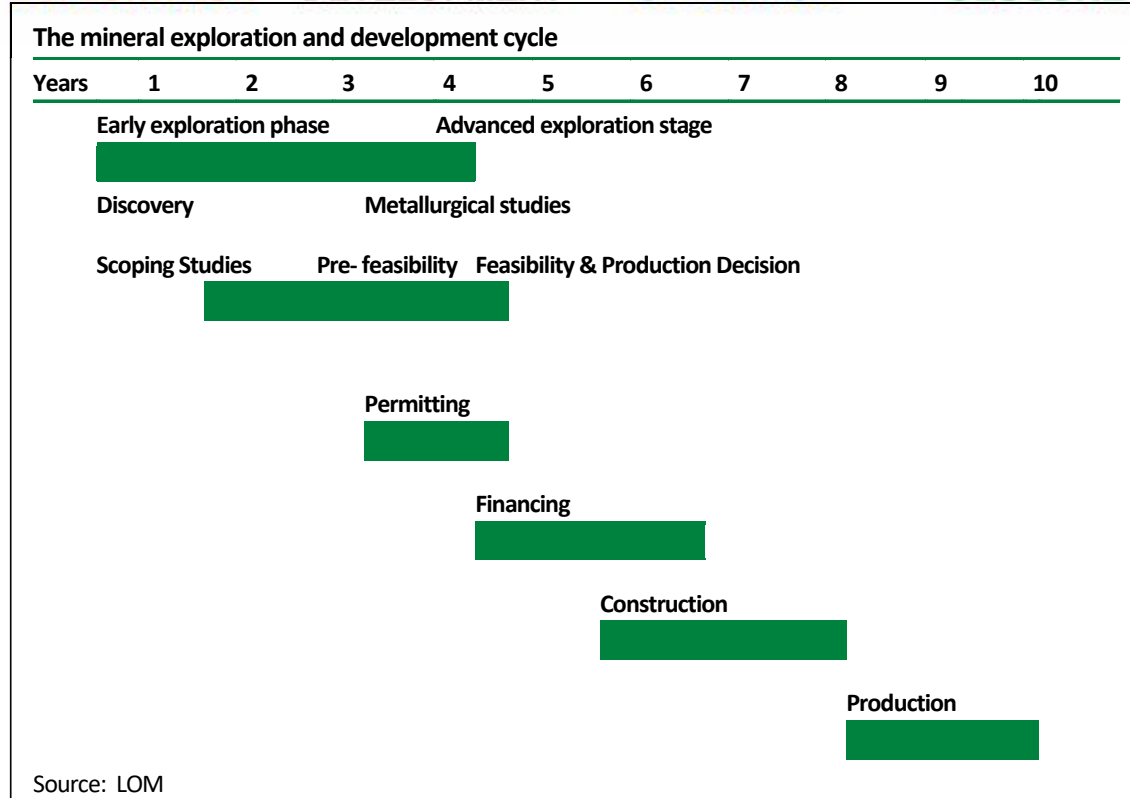 The mineral exploration and development cycle
Years 1 2 3 4 5 6 7 8 9 10
Early exploration phase Advanced exploration stage
Discovery Metallurgical studies
Scoping Studies Pre- feasibility Feasibility & Production Decision
Permitting
Financing
Construction
Production
Source: LOM